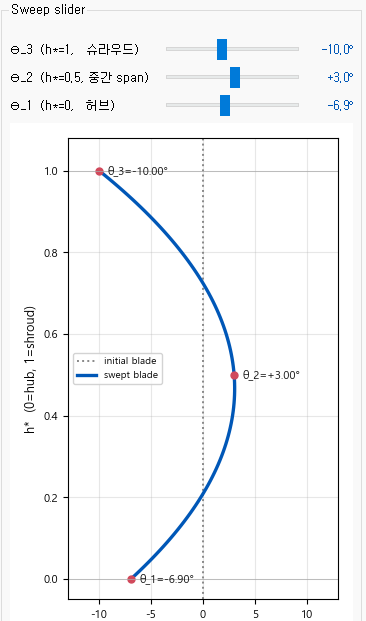 Sweep slider
Θ_3 (h*=1, 슈라우드)
-10,0°
Θ_2 (h*=0,5, 중간 span)
+3,0°
Θ_1 (h*=0, 허브)
-6,9°
1.0
θ_3=-10.00°
0.8
0.6
h* (0=hub, 1=shroud)
initial blade
swept blade
θ_2=+3.00°
0.4
0.2
0.0
θ_1=-6.90°
-10 -5 0 5 10